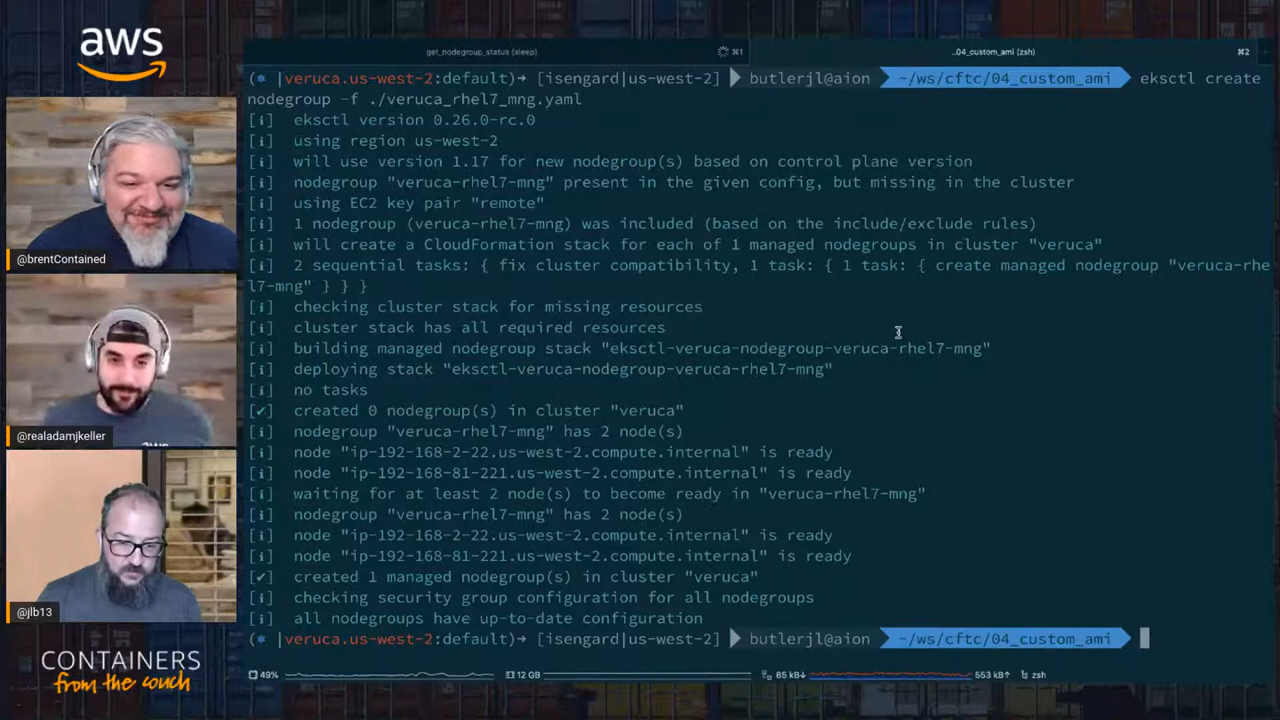 aws
@brentContained
@realadamjkeller
aws
@jlb13
CONTAINERS
from the couch
get_nodegroup_status (sleep)
⌘1
..04_custom_ami (zsh)
⌘2
(⎈ |veruca.us-west-2:default)→ [isengard|us-west-2] butlerjl@aion ~/ws/cftc/04_custom_ami eksctl create
nodegroup -f ./veruca_rhel7_mng.yaml
[ℹ] eksctl version 0.26.0-rc.0
[ℹ] using region us-west-2
[ℹ] will use version 1.17 for new nodegroup(s) based on control plane version
[ℹ] nodegroup "veruca-rhel7-mng" present in the given config, but missing in the cluster
[ℹ] using EC2 key pair "remote"
[ℹ] 1 nodegroup (veruca-rhel7-mng) was included (based on the include/exclude rules)
[ℹ] will create a CloudFormation stack for each of 1 managed nodegroups in cluster "veruca"
[ℹ] 2 sequential tasks: { fix cluster compatibility, 1 task: { 1 task: { create managed nodegroup "veruca-rhe
l7-mng" } } }
[ℹ] checking cluster stack for missing resources
[ℹ] cluster stack has all required resources
[ℹ] building managed nodegroup stack "eksctl-veruca-nodegroup-veruca-rhel7-mng"
[ℹ] deploying stack "eksctl-veruca-nodegroup-veruca-rhel7-mng"
[ℹ] no tasks
[✔] created 0 nodegroup(s) in cluster "veruca"
[ℹ] nodegroup "veruca-rhel7-mng" has 2 node(s)
[ℹ] node "ip-192-168-2-22.us-west-2.compute.internal" is ready
[ℹ] node "ip-192-168-81-221.us-west-2.compute.internal" is ready
[ℹ] waiting for at least 2 node(s) to become ready in "veruca-rhel7-mng"
[ℹ] nodegroup "veruca-rhel7-mng" has 2 node(s)
[ℹ] node "ip-192-168-2-22.us-west-2.compute.internal" is ready
[ℹ] node "ip-192-168-81-221.us-west-2.compute.internal" is ready
[✔] created 1 managed nodegroup(s) in cluster "veruca"
[ℹ] checking security group configuration for all nodegroups
[ℹ] all nodegroups have up-to-date configuration
(⎈ |veruca.us-west-2:default)→ [isengard|us-west-2] butlerjl@aion ~/ws/cftc/04_custom_ami
49% 12 GB 85 kB↓ 553 kB↑ zsh